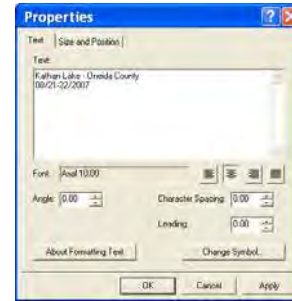 Properties
Text Size and Position
Text:
Kathan Lake - Oneida County
08/21-22/2007
Font: Arial 10.00
Angle: 0.00 Character Spacing: 0.00
Leading: 0.00
About Formatting Text Change Symbol...
OK Cancel Apply